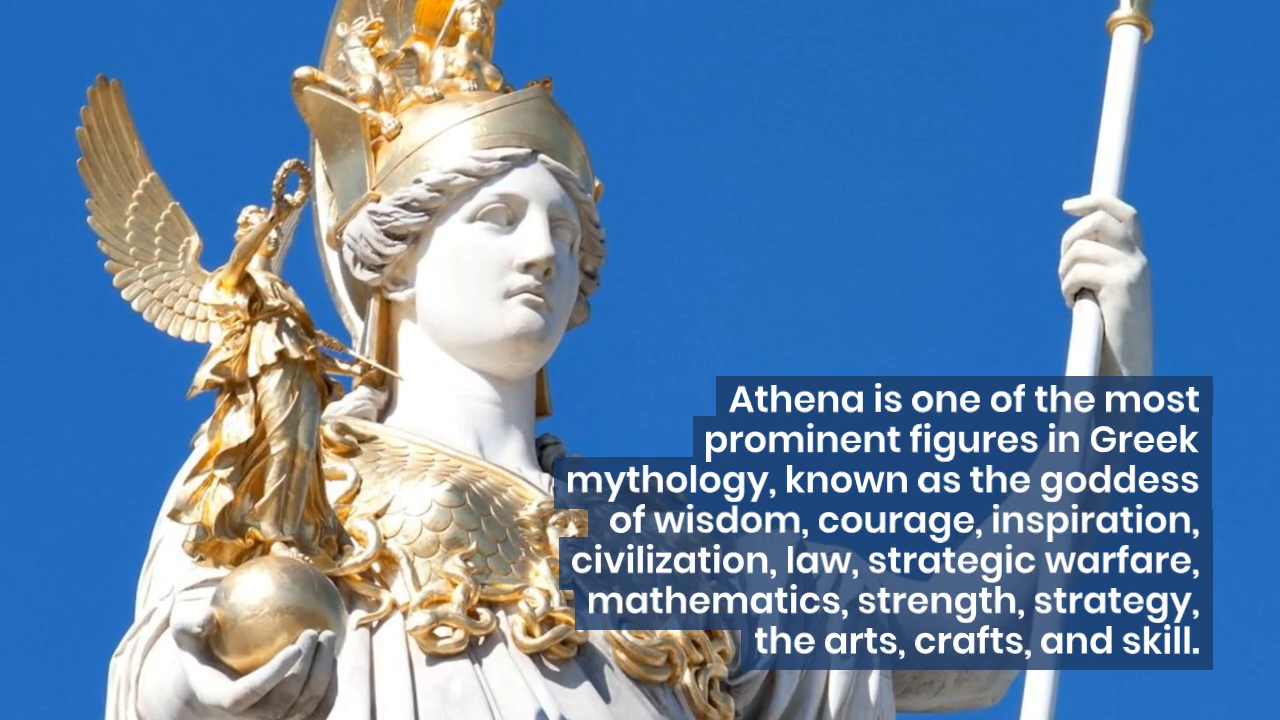 Athena is one of the most
prominent figures in Greek
mythology, known as the goddess
of wisdom, courage, inspiration,
civilization, law, strategic warfare,
mathematics, strength, strategy,
the arts, crafts, and skill.